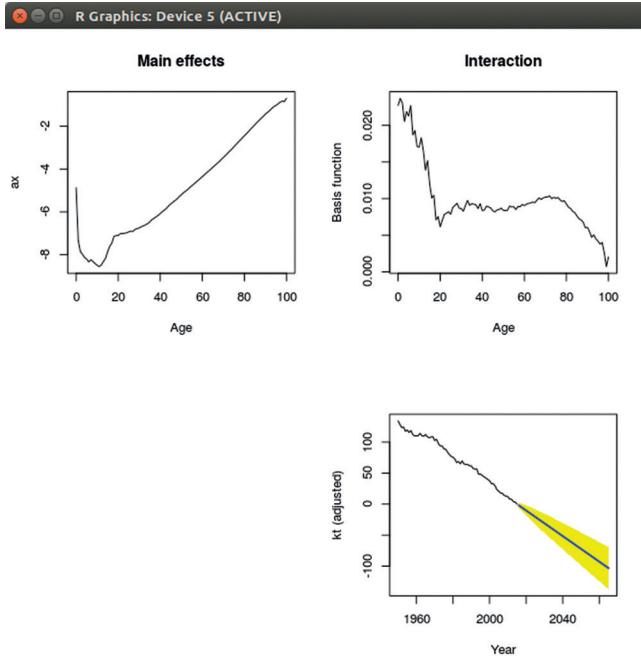 R Graphics: Device 5 (ACTIVE)
Main effects
ax
-2
-4
-6
-8
0 20 40 60 80 100
Age
Interaction
Basis function
0.020
0.010
0.000
0 20 40 60 80 100
Age
kt (adjusted)
100
50
0
-100
1960 2000 2040
Year